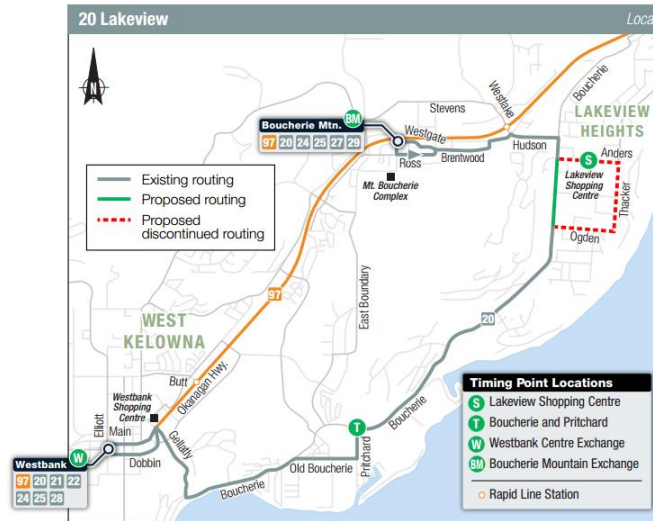 20 Lakeview
Loca
N
Existing routing
Proposed routing
Proposed
discontinued routing
Boucherie Mtn.
BM
97 20 24 25 27 29
Westgate
Stevens
Westlake
Boucherie
LAKEVIEW
HEIGHTS
Ross
Brentwood
Hudson
Anders
S
Lakeview
Shopping
Centre
Thacker
Ogden
Mt. Boucherie
Complex
East Boundary
97
20
WEST
KELOWNA
Butt
Okanagan Hwy.
Westbank
Shopping
Centre
Elliott
Main
Dobbin
Gellatly
Westbank
W
97 20 21 22
24 25 28
Boucherie
Old Boucherie
T
Pritchard
Boucherie
Timing Point Locations
S Lakeview Shopping Centre
T Boucherie and Pritchard
W Westbank Centre Exchange
BM Boucherie Mountain Exchange
Rapid Line Station